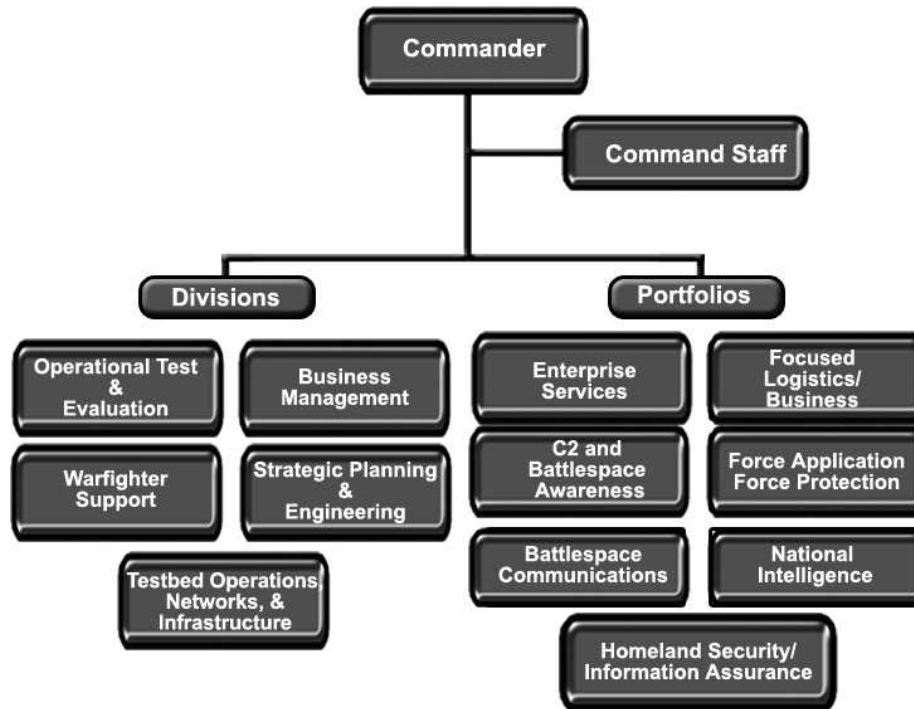 Commander
Command Staff
Divisions
Portfolios
Operational Test
&
Evaluation
Business
Management
Warfighter
Support
Strategic Planning
&
Engineering
Testbed Operations,
Networks, &
Infrastructure
Enterprise
Services
Focused
Logistics/
Business
C2 and
Battlespace
Awareness
Force Application
Force Protection
Battlespace
Communications
National
Intelligence
Homeland Security/
Information Assurance